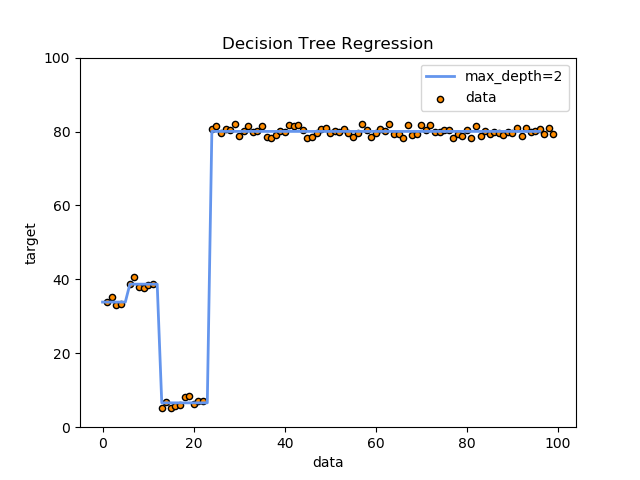 Decision Tree Regression
max_depth=2
data
100
80
60
40
20
0
target
0 20 40 60 80 100
data